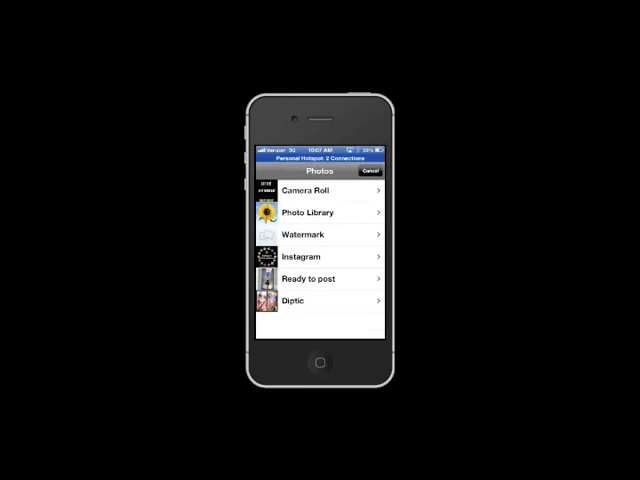 Verizon 3G 10:07 AM
Personal Hotspot: 2 Connections
Photos Cancel
Camera Roll
Photo Library
Watermark
Instagram
Ready to post
Diptic